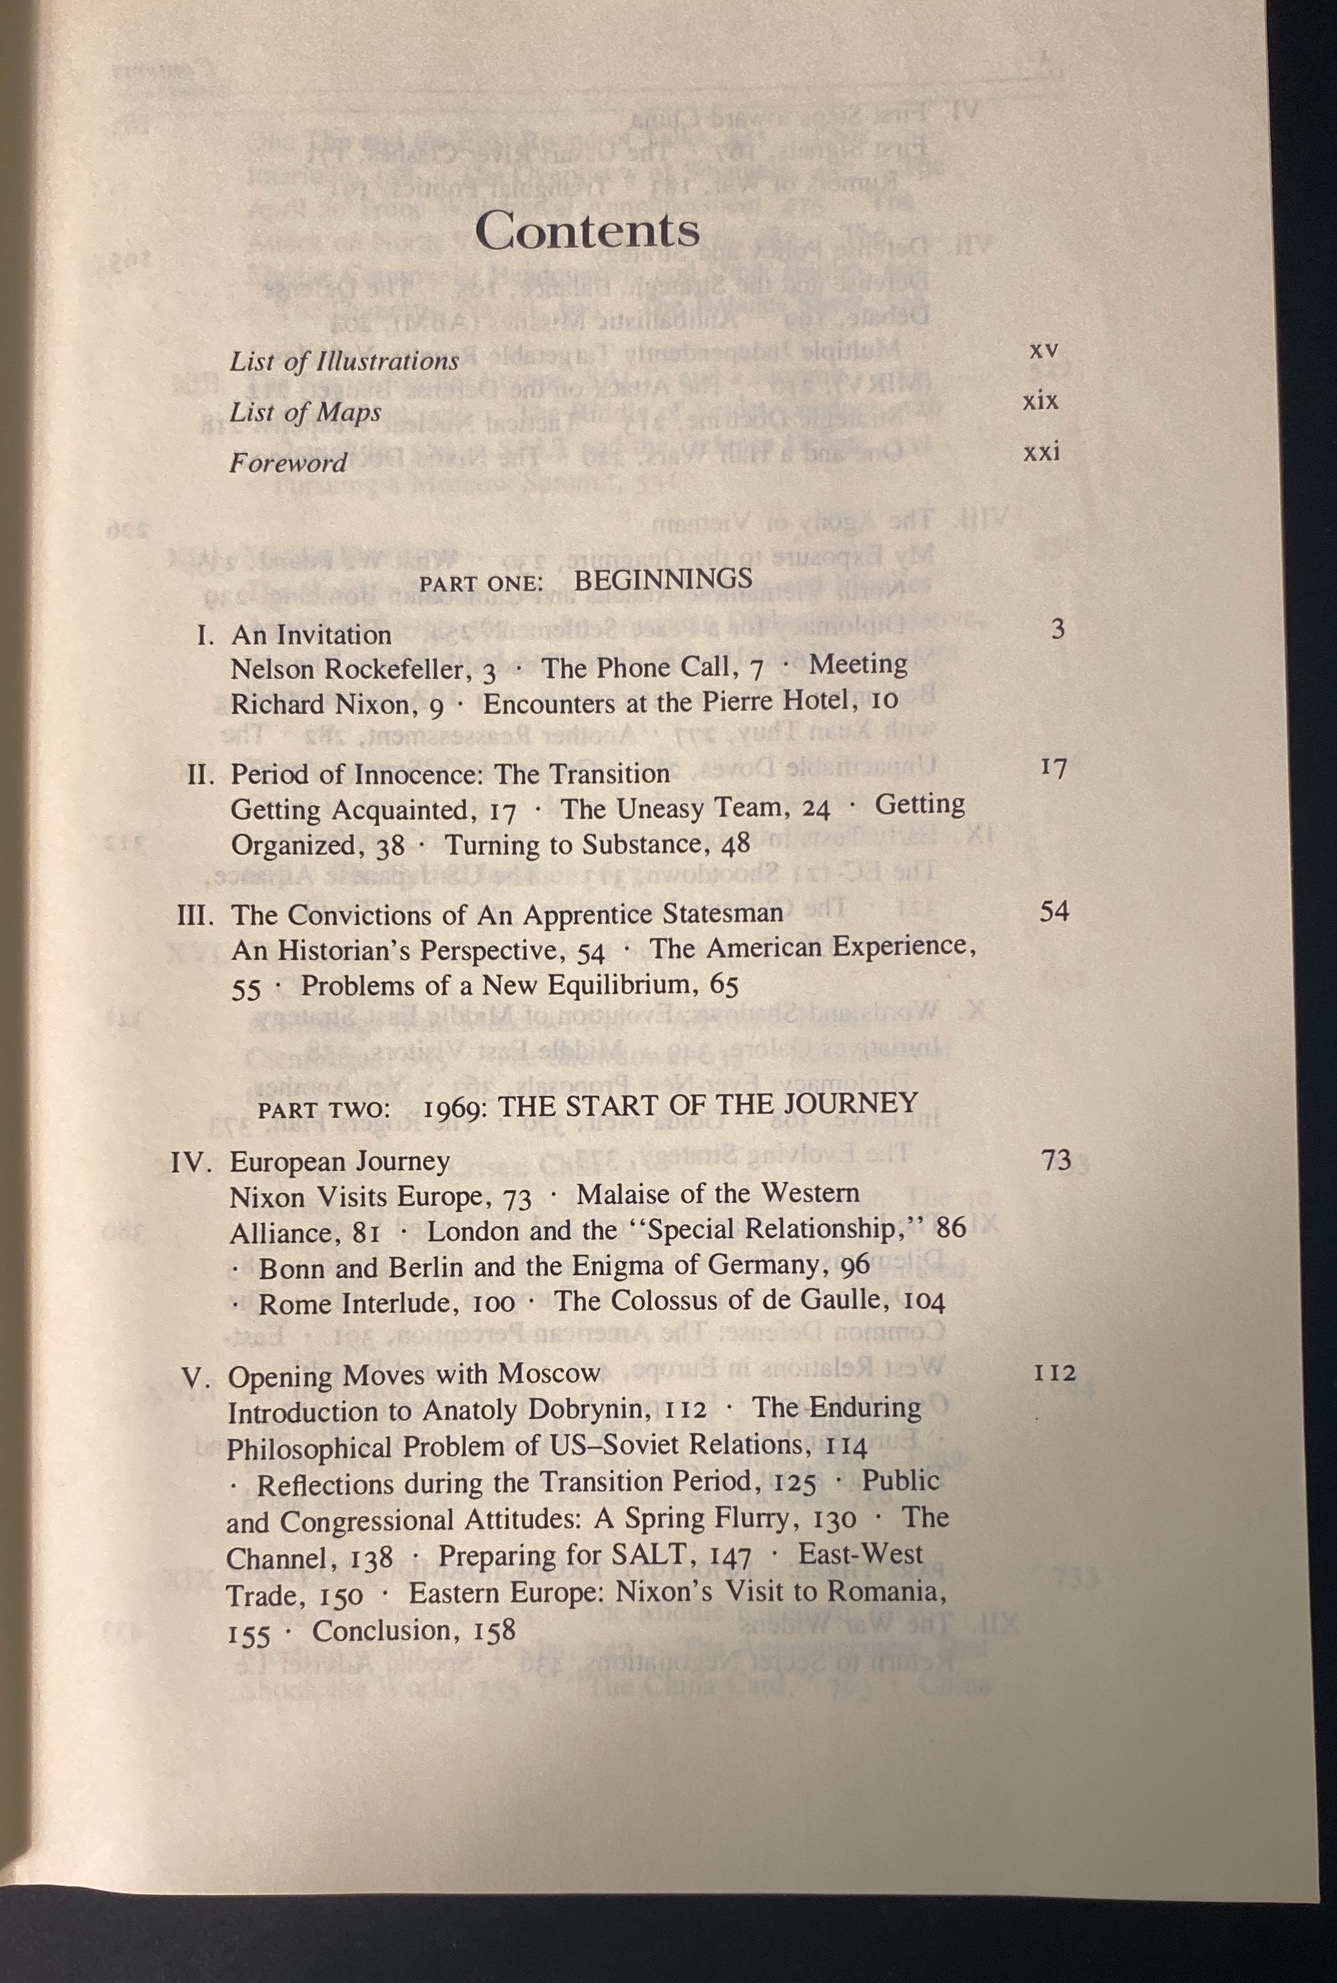 Contents
List of Illustrations xv
List of Maps xix
Foreword xxi
PART ONE: BEGINNINGS
I. An Invitation 3
Nelson Rockefeller, 3 · The Phone Call, 7 · Meeting
Richard Nixon, 9 · Encounters at the Pierre Hotel, 10
II. Period of Innocence: The Transition 17
Getting Acquainted, 17 · The Uneasy Team, 24 · Getting
Organized, 38 · Turning to Substance, 48
III. The Convictions of An Apprentice Statesman 54
An Historian's Perspective, 54 · The American Experience,
55 · Problems of a New Equilibrium, 65
PART TWO: 1969: THE START OF THE JOURNEY
IV. European Journey 73
Nixon Visits Europe, 73 · Malaise of the Western
Alliance, 81 · London and the “Special Relationship,” 86
· Bonn and Berlin and the Enigma of Germany, 96
· Rome Interlude, 100 · The Colossus of de Gaulle, 104
V. Opening Moves with Moscow 112
Introduction to Anatoly Dobrynin, 112 · The Enduring
Philosophical Problem of US–Soviet Relations, 114
· Reflections during the Transition Period, 125 · Public
and Congressional Attitudes: A Spring Flurry, 130 · The
Channel, 138 · Preparing for SALT, 147 · East-West
Trade, 150 · Eastern Europe: Nixon's Visit to Romania,
155 · Conclusion, 158